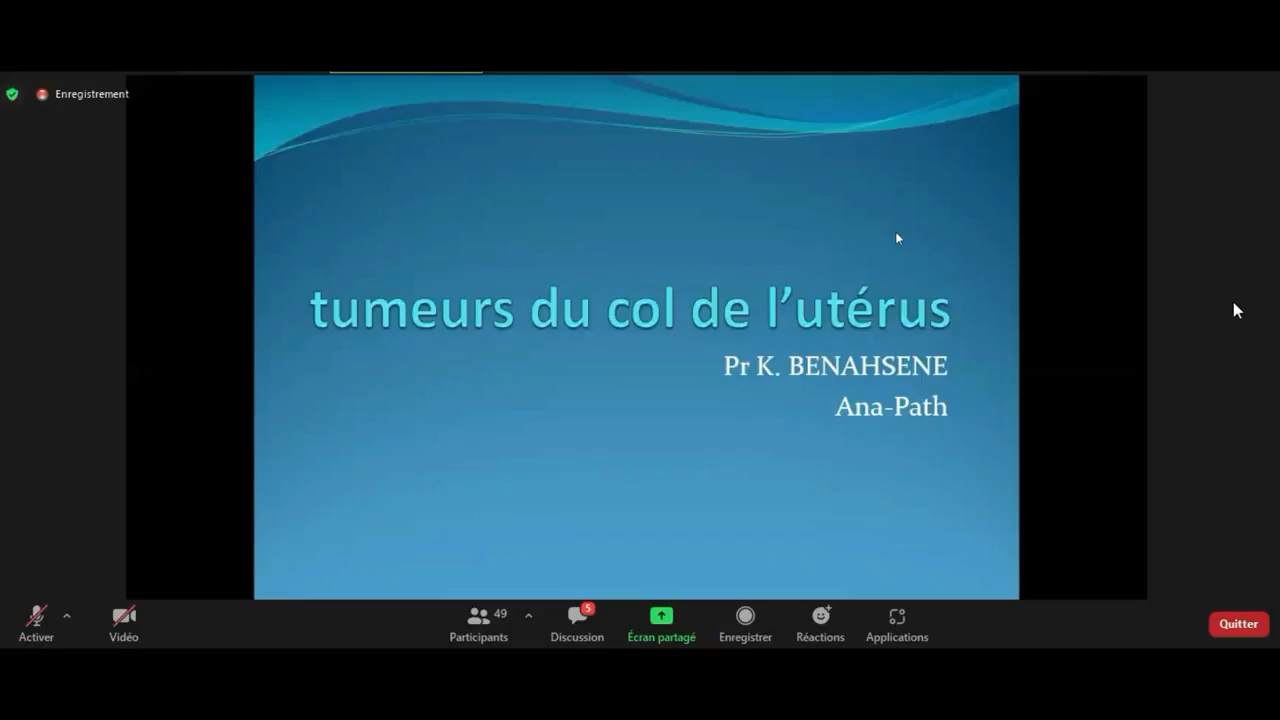 Enregistrement
tumeurs du col de l’utérus
Pr K. BENAHSENE
Ana-Path
49
5
Activer
Vidéo
Participants
Discussion
Écran partagé
Enregistrer
Réactions
Applications
Quitter